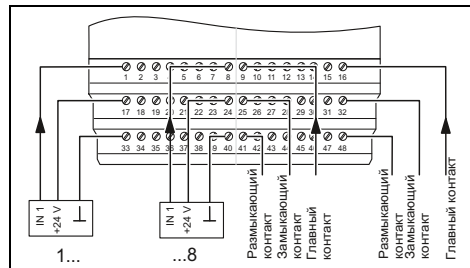 1 2 3 4 5 6 7 8 9 10 11 12 13 14 15 16
17 18 19 20 21 22 23 24 25 26 27 28 29 30 31 32
33 34 35 36 37 38 39 40 41 42 43 44 45 46 47 48
IN 1
+24 V
IN 1
+24 V
1...
...8
Размыкающий
контакт
Замыкающий
контакт
Главный контакт
Размыкающий
контакт
Замыкающий
контакт
Главный контакт